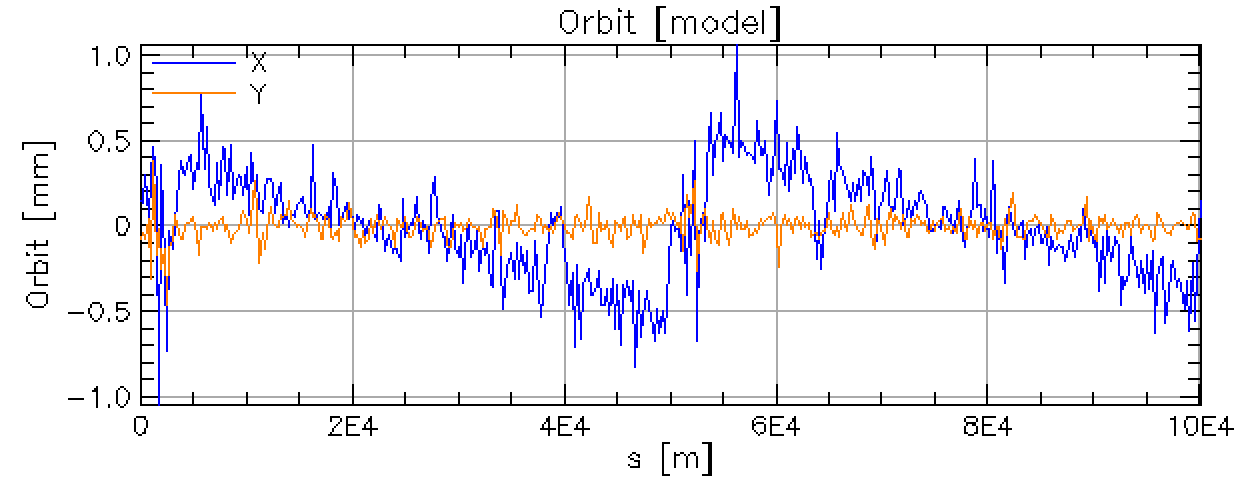 Orbit [model]
1.0
X
Y
0.5
0
-0.5
-1.0
Orbit [mm]
0 2E4 4E4 6E4 8E4 10E4
s [m]